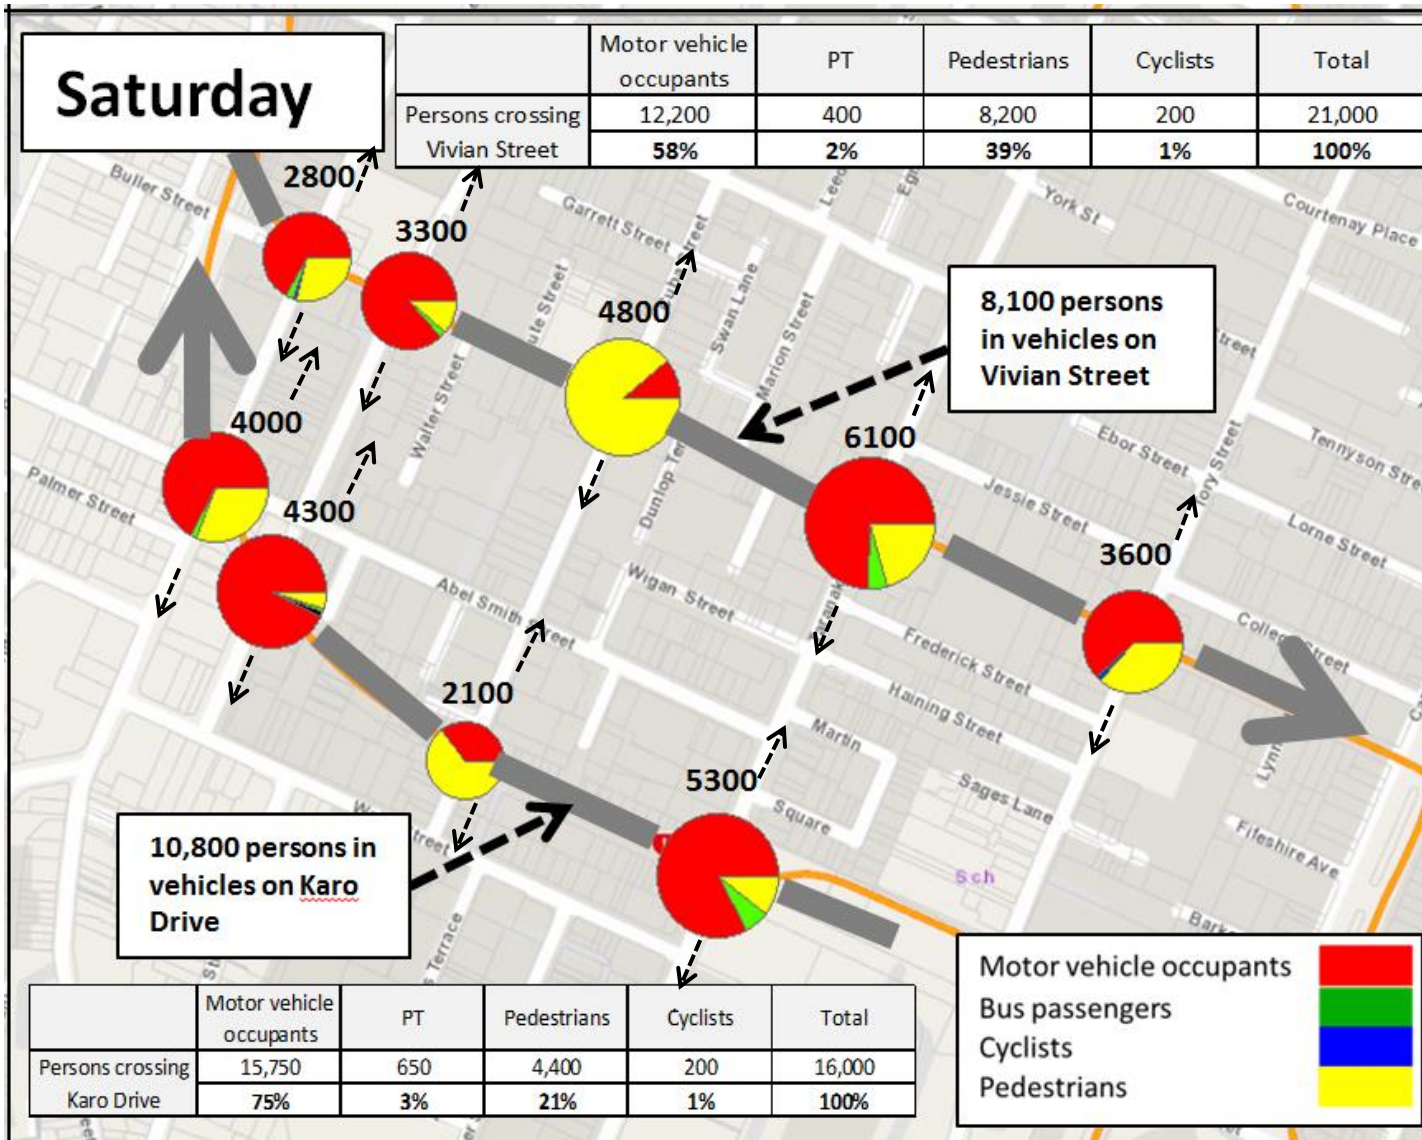 Saturday
Motor vehicle occupants PT Pedestrians Cyclists Total
Persons crossing Vivian Street 12,200 400 8,200 200 21,000
58% 2% 39% 1% 100%
2800
3300
4800
6100
3600
4000
4300
2100
5300
8,100 persons
in vehicles on
Vivian Street
10,800 persons in
vehicles on Karo
Drive
Buller Street
Garrett Street
York St
Courtenay Place
Swan Lane
Marion Street
Walter Street
Palmer Street
Abel Smith Street
Wigan Street
Jessie Street
Ebor Street
Tennyson Stre
Lorne Street
College Street
Frederick Street
Haining Street
Martin
Square
Sages Lane
Fifeshire Ave
Sch
Terrace
Motor vehicle occupants PT Pedestrians Cyclists Total
Persons crossing Karo Drive 15,750 650 4,400 200 16,000
75% 3% 21% 1% 100%
Motor vehicle occupants
Bus passengers
Cyclists
Pedestrians